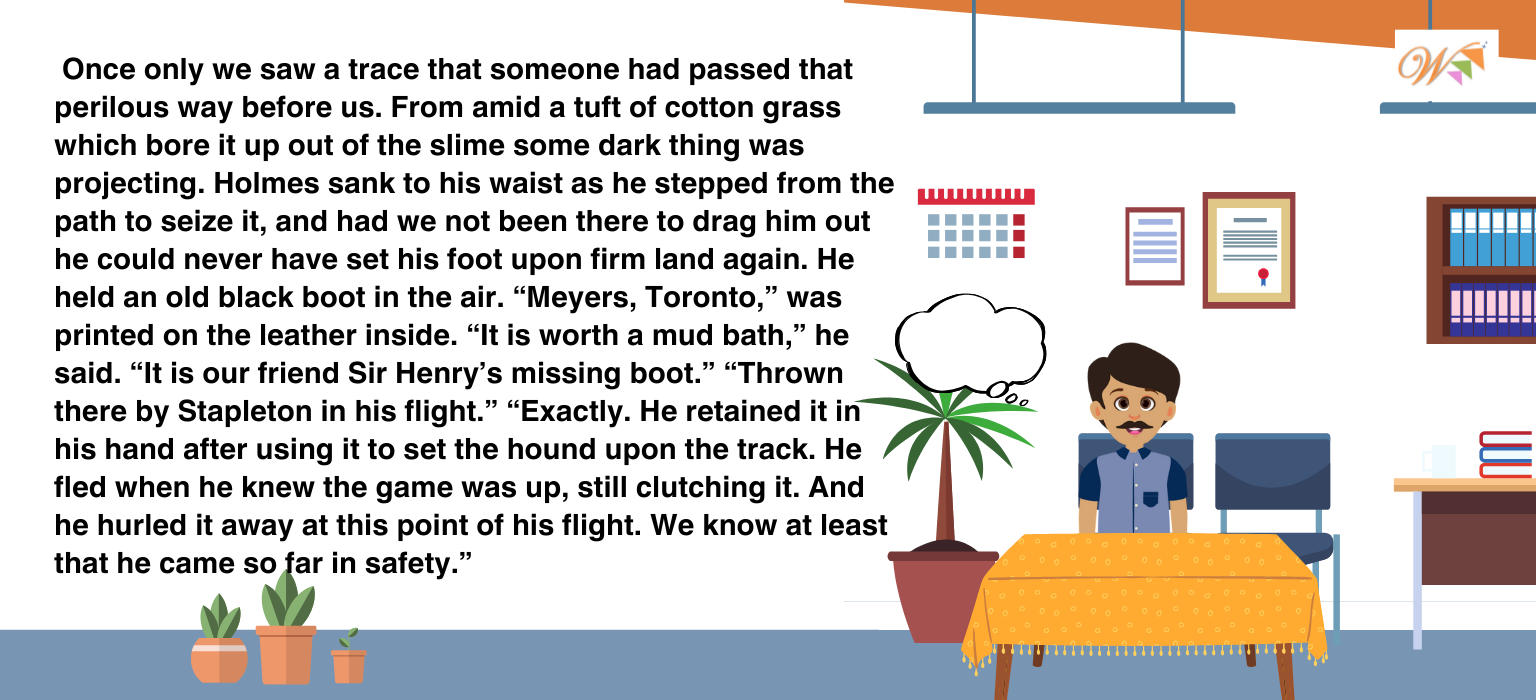 Once only we saw a trace that someone had passed that
perilous way before us. From amid a tuft of cotton grass
which bore it up out of the slime some dark thing was
projecting. Holmes sank to his waist as he stepped from the
path to seize it, and had we not been there to drag him out
he could never have set his foot upon firm land again. He
held an old black boot in the air. “Meyers, Toronto,” was
printed on the leather inside. “It is worth a mud bath,” he
said. “It is our friend Sir Henry’s missing boot.” “Thrown
there by Stapleton in his flight.” “Exactly. He retained it in
his hand after using it to set the hound upon the track. He
fled when he knew the game was up, still clutching it. And
he hurled it away at this point of his flight. We know at least
that he came so far in safety.”
W